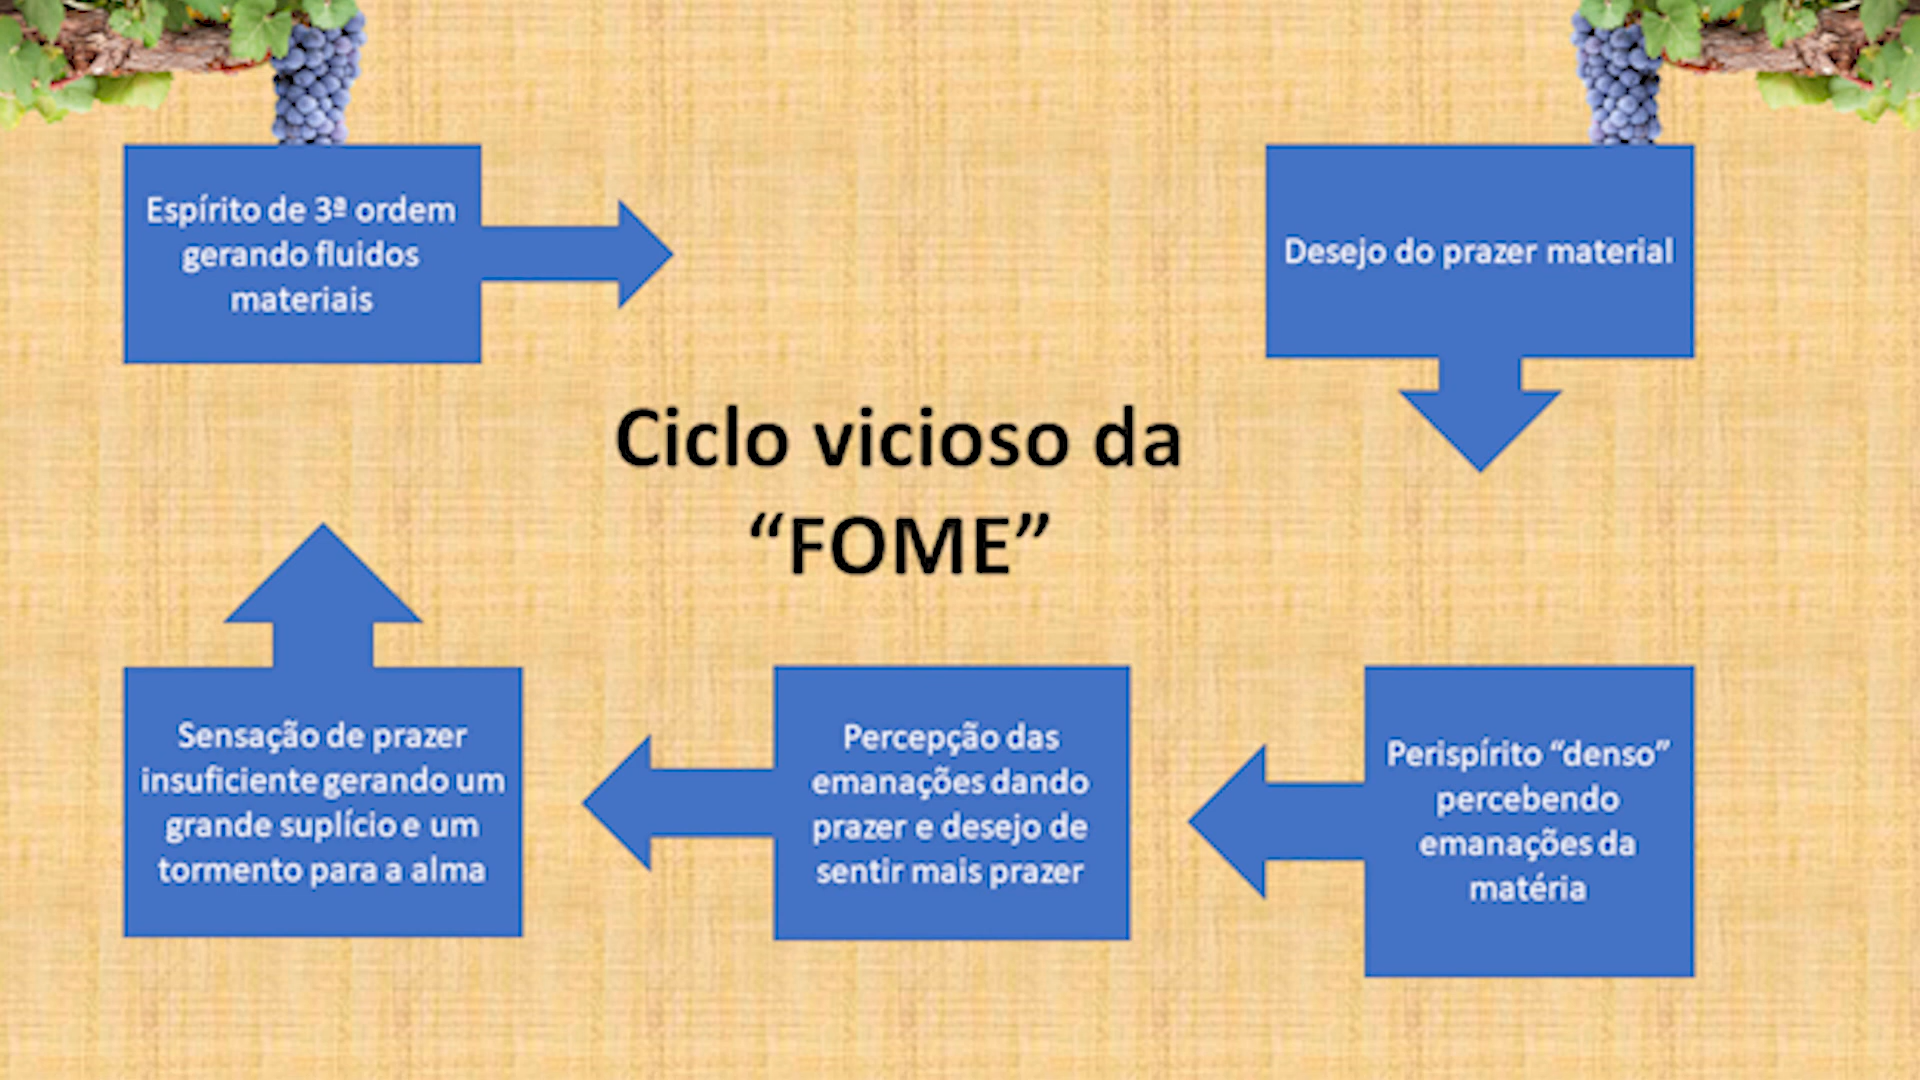 Espírito de 3ª ordem
gerando fluidos
materiais
Desejo do prazer material
Ciclo vicioso da
“FOME”
Sensação de prazer
insuficiente gerando um
grande suplício e um
tormento para a alma
Percepção das
emanações dando
prazer e desejo de
sentir mais prazer
Perispírito “denso”
percebendo
emanações da
matéria